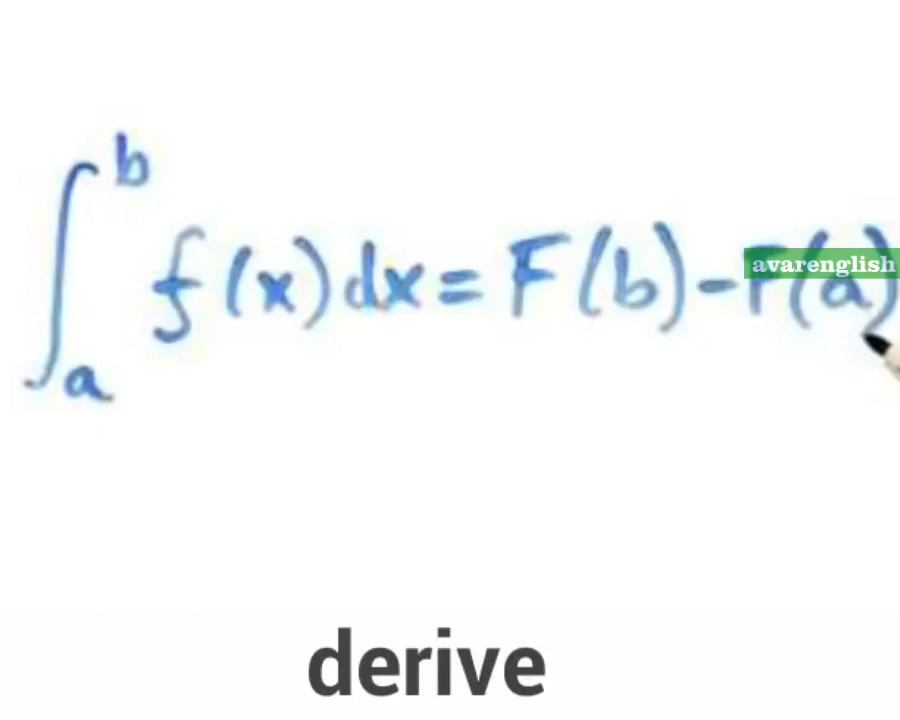 ∫ₐᵇ f(x)dx = F(b) - F(a)
avarenglish
derive